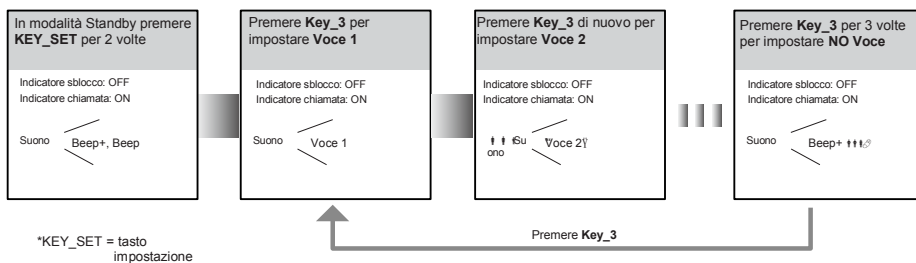 In modalità Standby premere
KEY_SET per 2 volte
Indicatore sblocco: OFF
Indicatore chiamata: ON
Suono
Beep+, Beep
Premere Key_3 per
impostare Voce 1
Indicatore sblocco: OFF
Indicatore chiamata: ON
Suono
Voce 1
Premere Key_3 di nuovo per
impostare Voce 2
Indicatore sblocco: OFF
Indicatore chiamata: ON
Su
ono
Voce 2
Premere Key_3 per 3 volte
per impostare NO Voce
Indicatore sblocco: OFF
Indicatore chiamata: ON
Suono
Beep+
Premere Key_3
*KEY_SET = tasto
impostazione